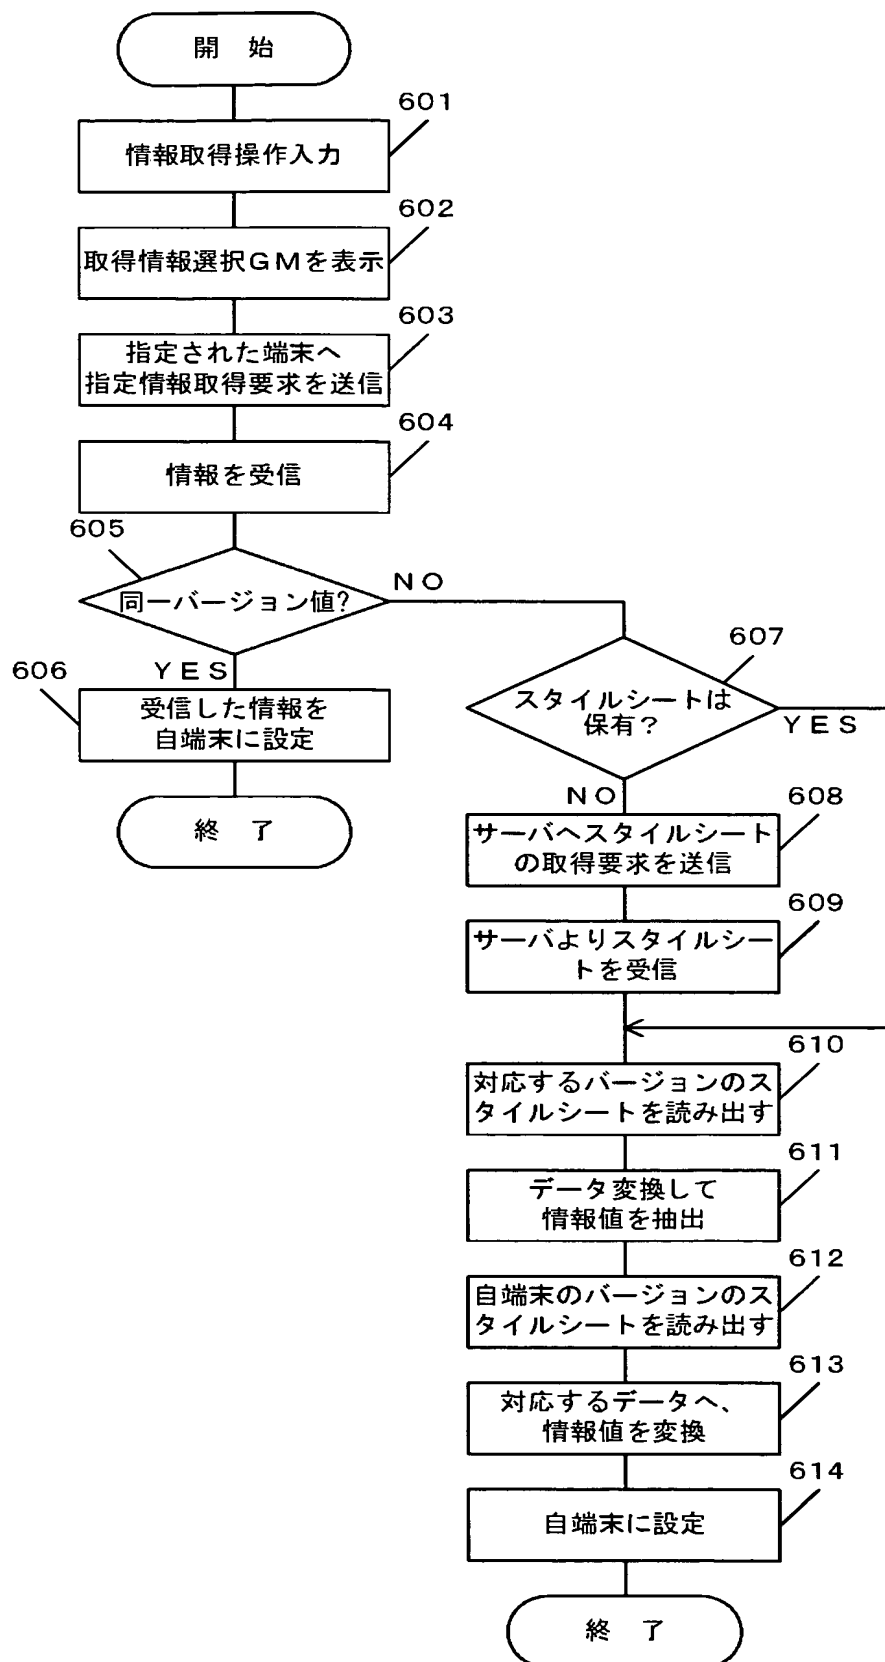 開 始
601
情報取得操作入力
602
取得情報選択GMを表示
603
指定された端末へ
指定情報取得要求を送信
604
情報を受信
605
同一バージョン値?
NO
YES
606
受信した情報を
自端末に設定
終 了
607
スタイルシートは
保有?
YES
NO
608
サーバへスタイルシート
の取得要求を送信
609
サーバよりスタイルシー
トを受信
610
対応するバージョンのス
タイルシートを読み出す
611
データ変換して
情報値を抽出
612
自端末のバージョンのス
タイルシートを読み出す
613
対応するデータへ、
情報値を変換
614
自端末に設定
終 了